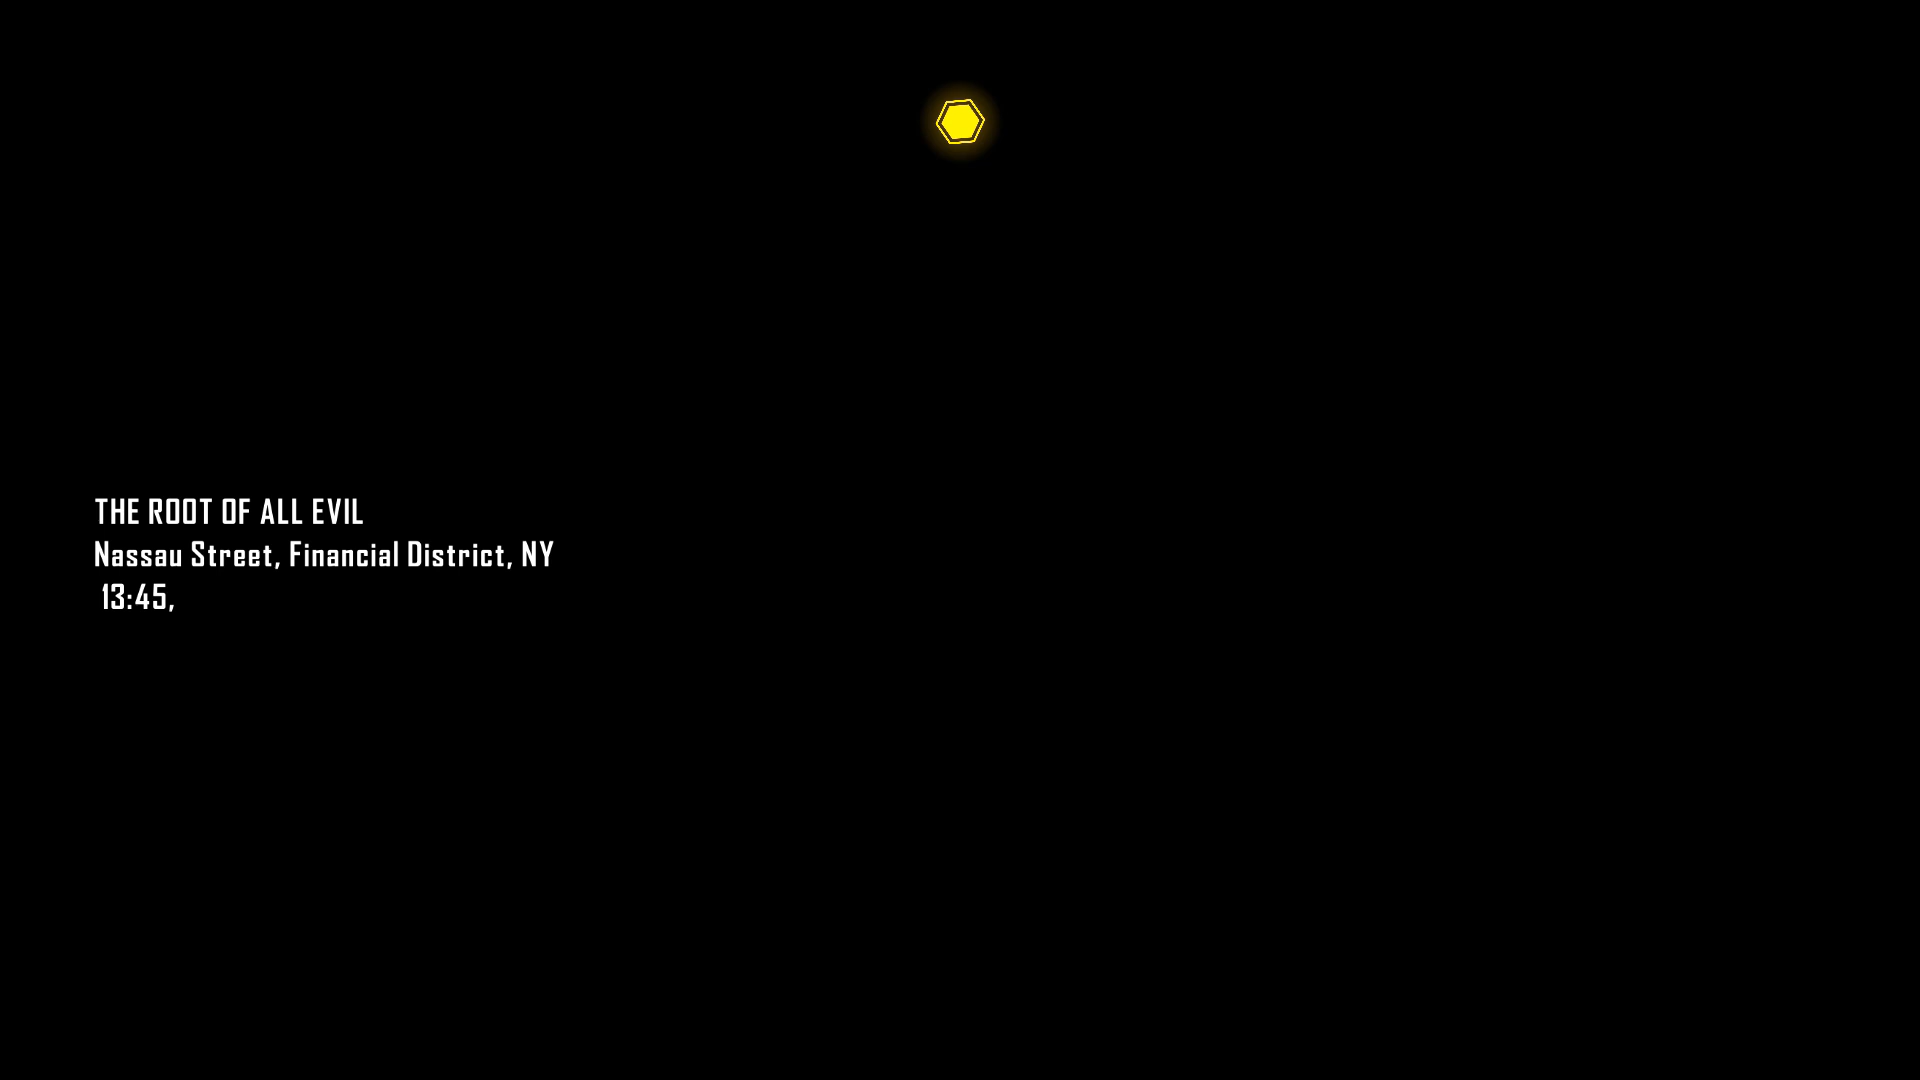 THE ROOT OF ALL EVIL
Nassau Street, Financial District, NY
13:45,